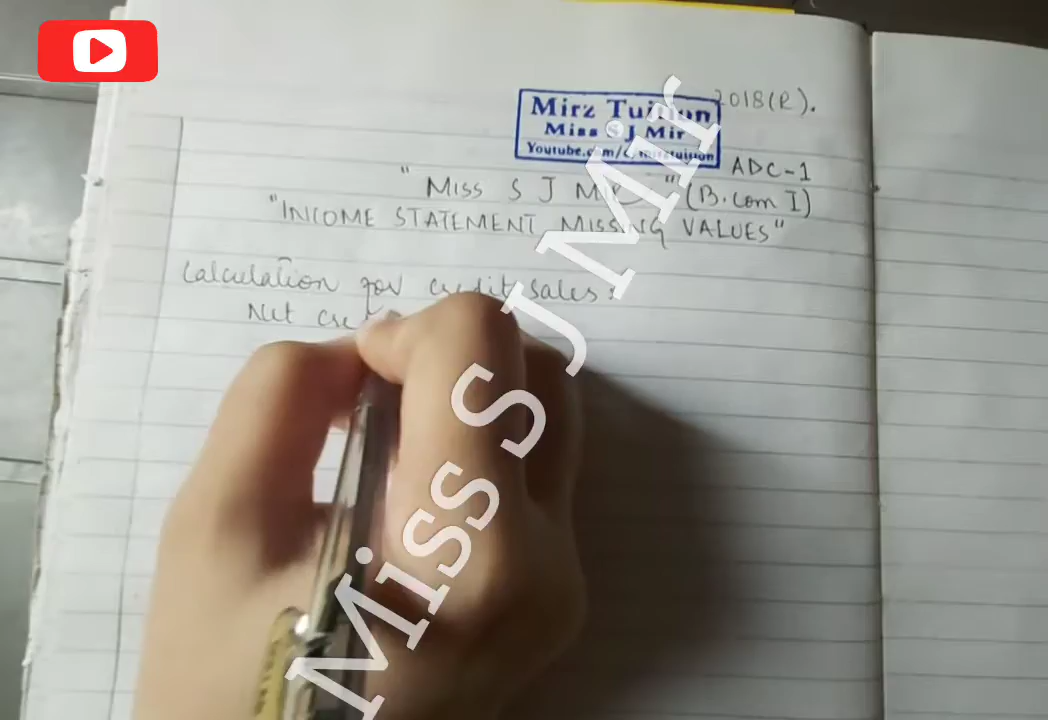 2018(R).
Mirz Tuition
Miss S J Mir
ADC-1
"Miss S J MIR" (B.Com I)
"INCOME STATEMENT MISSING VALUES"
Calculation for credit sales:
Net cre
Miss S J Mir